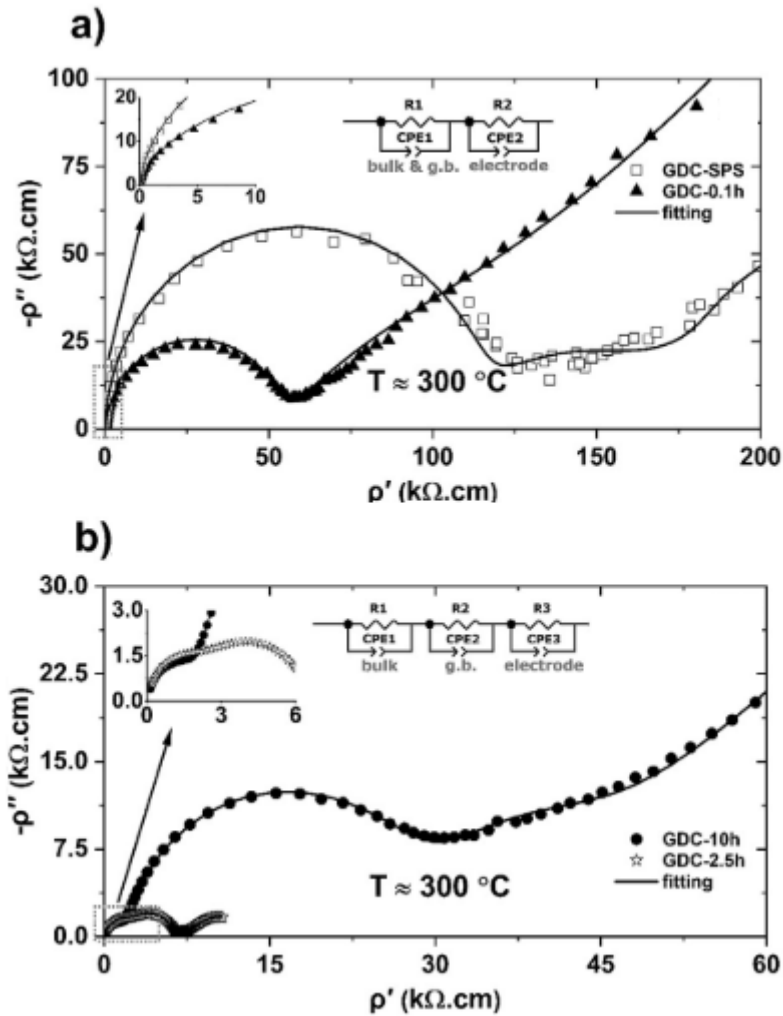 a)
100
75
50
25
0
-ρ″ (kΩ.cm)
20
10
0
0 5 10
R1 R2
CPE1 CPE2
bulk & g.b. electrode
GDC-SPS
GDC-0.1h
fitting
T ≈ 300 °C
0 50 100 150 200
ρ′ (kΩ.cm)
b)
30.0
22.5
15.0
7.5
0.0
-ρ″ (kΩ.cm)
3.0
1.5
0.0
0 3 6
R1 R2 R3
CPE1 CPE2 CPE3
bulk g.b. electrode
GDC-10h
GDC-2.5h
fitting
T ≈ 300 °C
0 15 30 45 60
ρ′ (kΩ.cm)